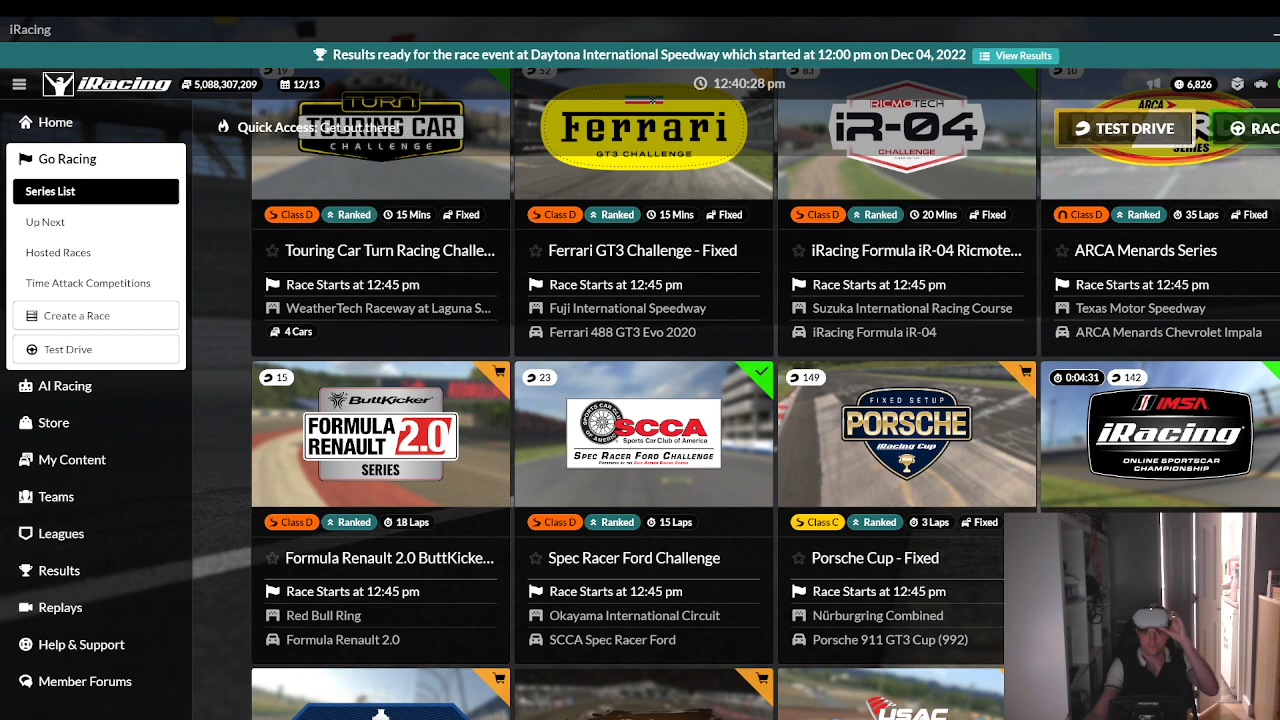 iRacing
Results ready for the race event at Daytona International Speedway which started at 12:00 pm on Dec 04, 2022 View Results
iRacing 5,088,307,209 12/13
12:40:28 pm
6,826
19
52
83
10
Quick Access: Get out there!
TEST DRIVE
RAC
Home
Go Racing
Series List
Up Next
Hosted Races
Time Attack Competitions
Create a Race
Test Drive
AI Racing
Store
My Content
Teams
Leagues
Results
Replays
Help & Support
Member Forums
TURN
TOURING CAR
CHALLENGE
Class D Ranked 15 Mins Fixed
Touring Car Turn Racing Challe...
Race Starts at 12:45 pm
WeatherTech Raceway at Laguna S...
4 Cars
Ferrari
GT3 CHALLENGE
Class D Ranked 15 Mins Fixed
Ferrari GT3 Challenge - Fixed
Race Starts at 12:45 pm
Fuji International Speedway
Ferrari 488 GT3 Evo 2020
RICMOTECH
iR-04
CHALLENGE
Class D Ranked 20 Mins Fixed
iRacing Formula iR-04 Ricmote...
Race Starts at 12:45 pm
Suzuka International Racing Course
iRacing Formula iR-04
ARCA
SERIES
Class D Ranked 35 Laps Fixed
ARCA Menards Series
Race Starts at 12:45 pm
Texas Motor Speedway
ARCA Menards Chevrolet Impala
15
ButtKicker
FORMULA
RENAULT 2.0
SERIES
Class D Ranked 18 Laps
Formula Renault 2.0 ButtKicke...
Race Starts at 12:45 pm
Red Bull Ring
Formula Renault 2.0
23
SCCA
Sports Car Club of America
Spec Racer Ford Challenge
Class D Ranked 15 Laps
Spec Racer Ford Challenge
Race Starts at 12:45 pm
Okayama International Circuit
SCCA Spec Racer Ford
149
FIXED SETUP
PORSCHE
iRacing Cup
Class C Ranked 3 Laps Fixed
Porsche Cup - Fixed
Race Starts at 12:45 pm
Nürburgring Combined
Porsche 911 GT3 Cup (992)
0:04:31 142
IMSA
iRacing
ONLINE SPORTSCAR
CHAMPIONSHIP
USAC